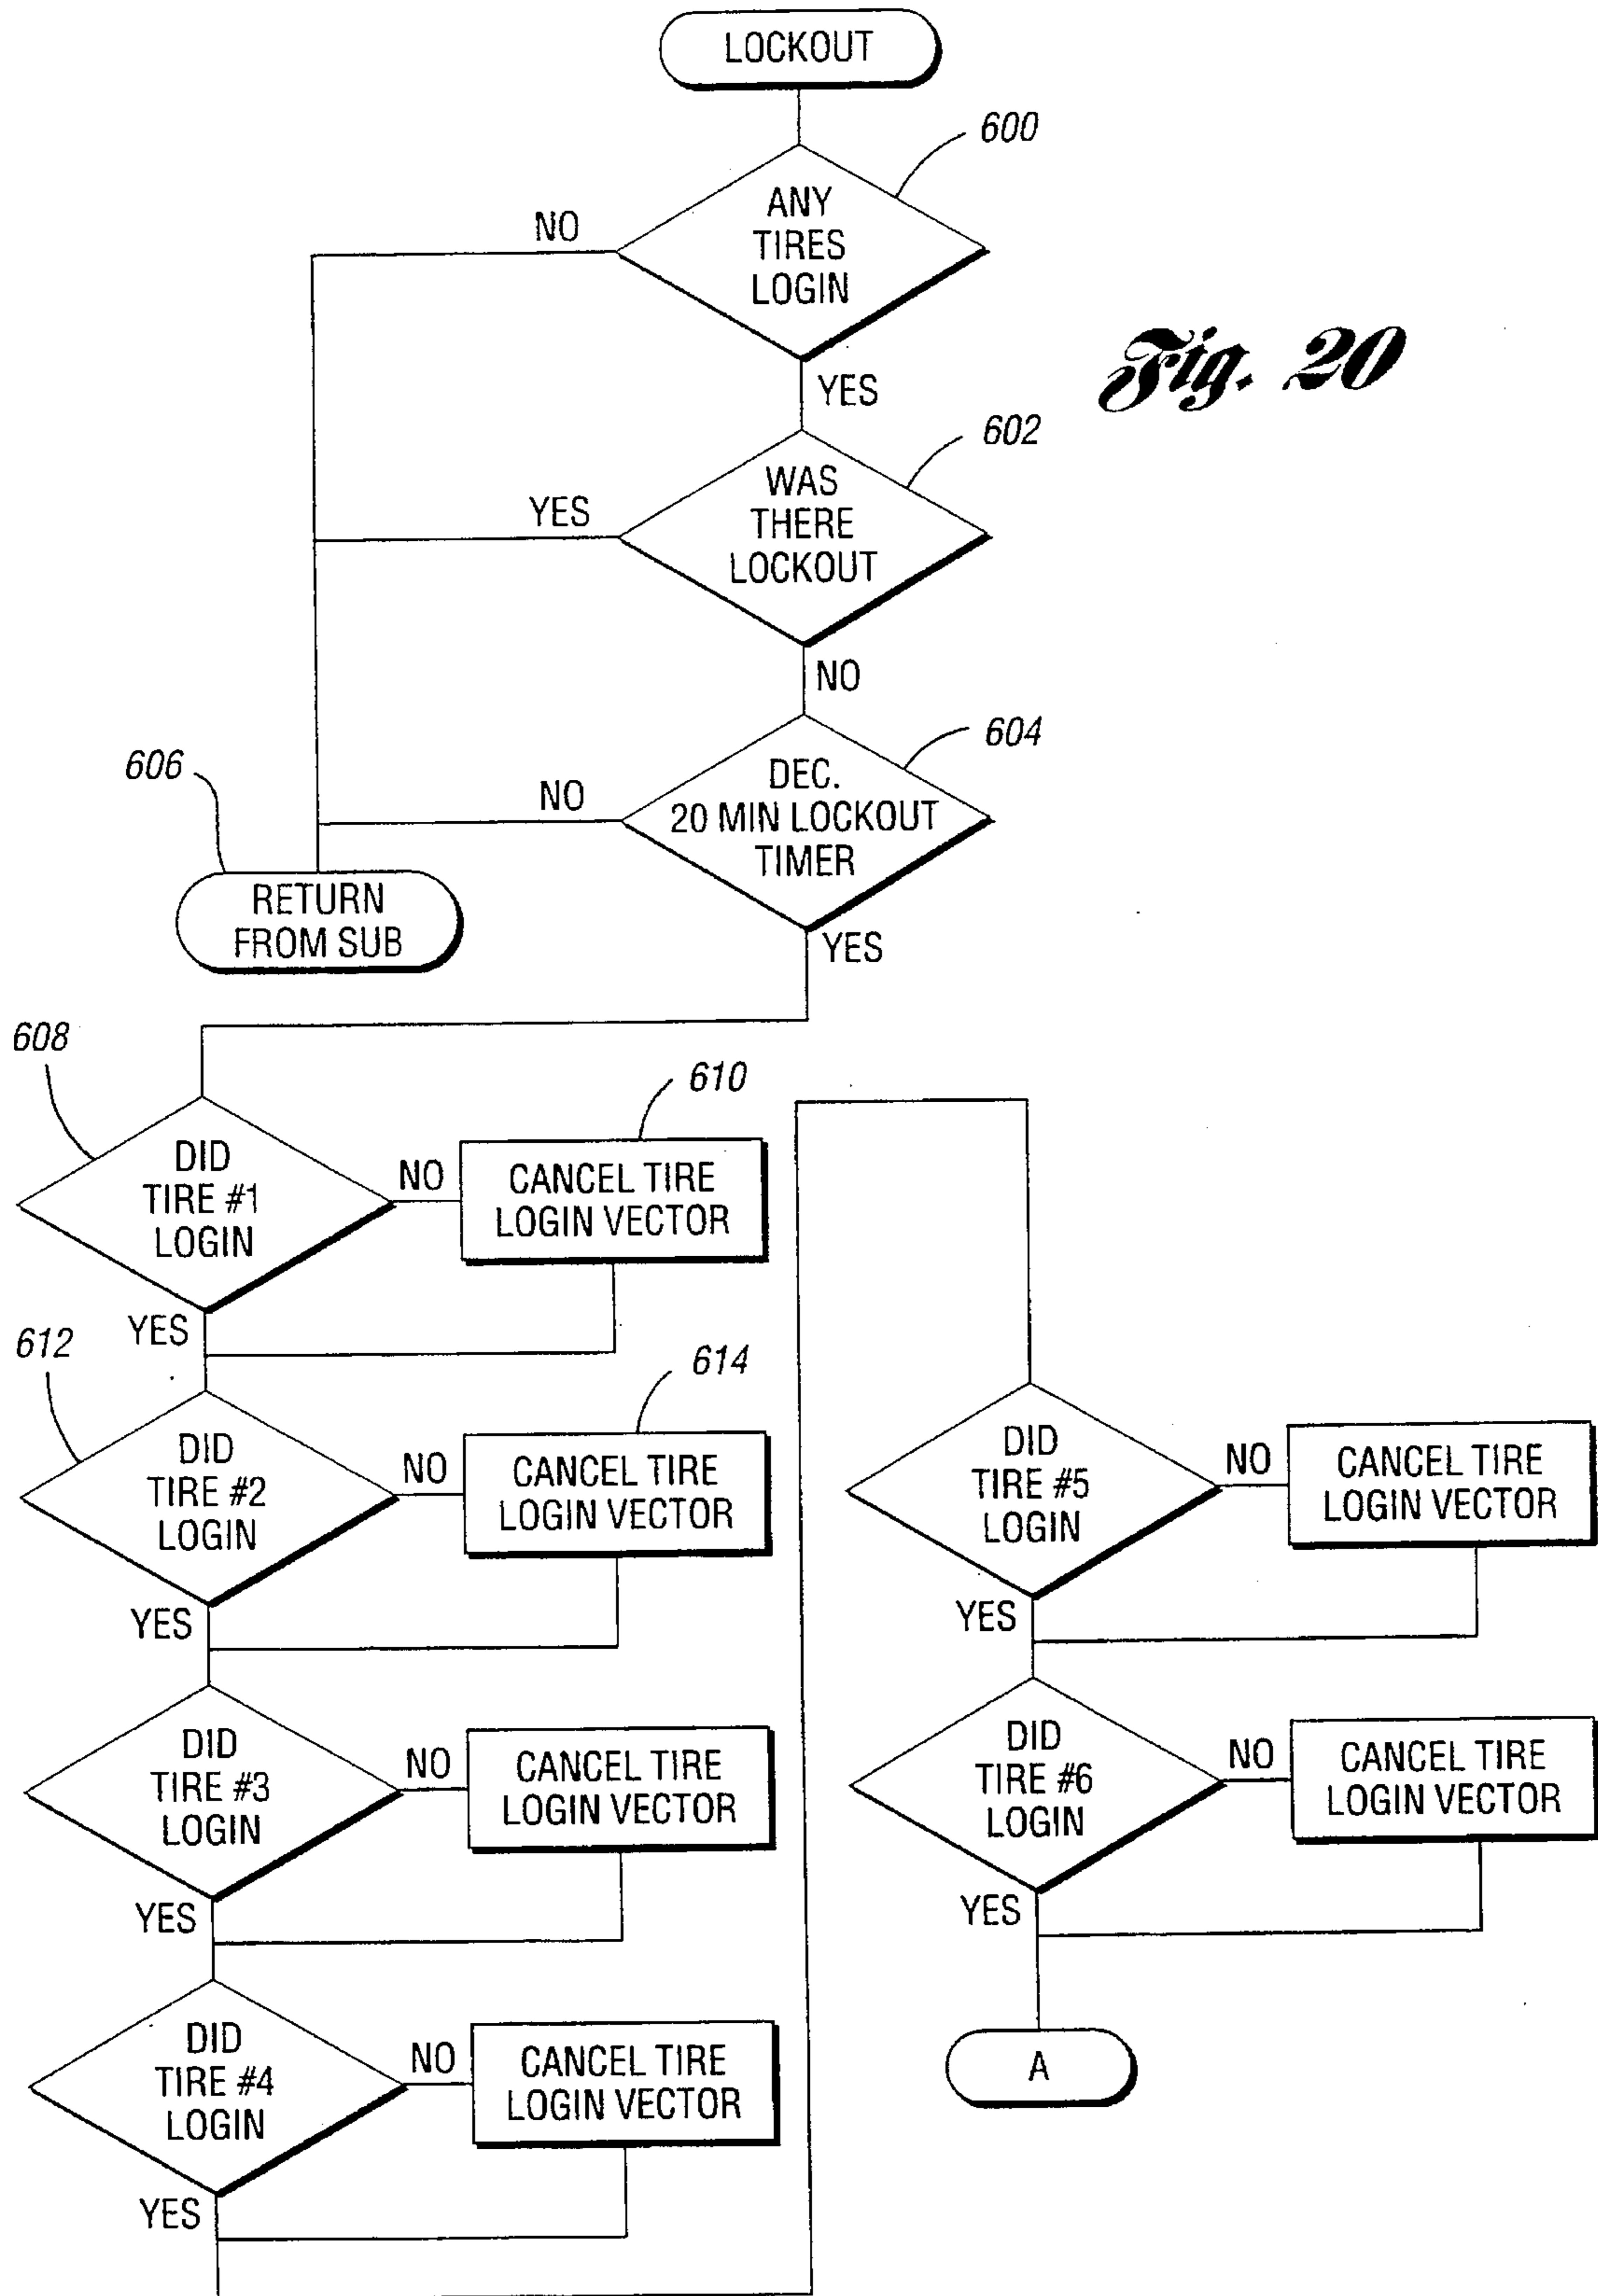 LOCKOUT
600
ANY
TIRES
LOGIN
NO
YES
Fig. 20
602
WAS
THERE
LOCKOUT
YES
NO
604
606
DEC.
20 MIN LOCKOUT
TIMER
NO
RETURN
FROM SUB
YES
608
DID
TIRE #1
LOGIN
NO
610
CANCEL TIRE
LOGIN VECTOR
YES
612
DID
TIRE #2
LOGIN
NO
614
CANCEL TIRE
LOGIN VECTOR
YES
DID
TIRE #3
LOGIN
NO
CANCEL TIRE
LOGIN VECTOR
YES
DID
TIRE #4
LOGIN
NO
CANCEL TIRE
LOGIN VECTOR
YES
DID
TIRE #5
LOGIN
NO
CANCEL TIRE
LOGIN VECTOR
YES
DID
TIRE #6
LOGIN
NO
CANCEL TIRE
LOGIN VECTOR
YES
A